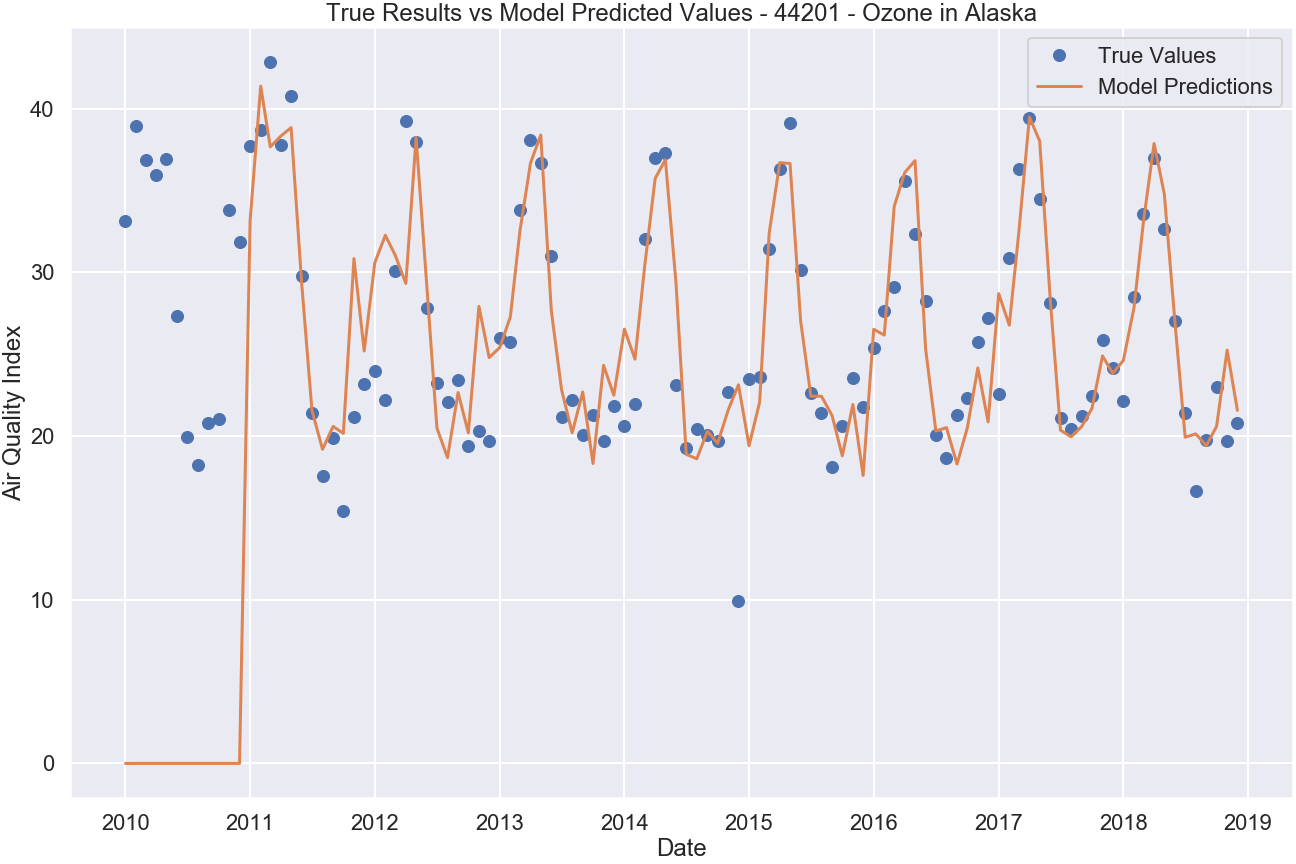 True Results vs Model Predicted Values - 44201 - Ozone in Alaska
True Values
Model Predictions
Air Quality Index
40
30
20
10
0
2010 2011 2012 2013 2014 2015 2016 2017 2018 2019
Date